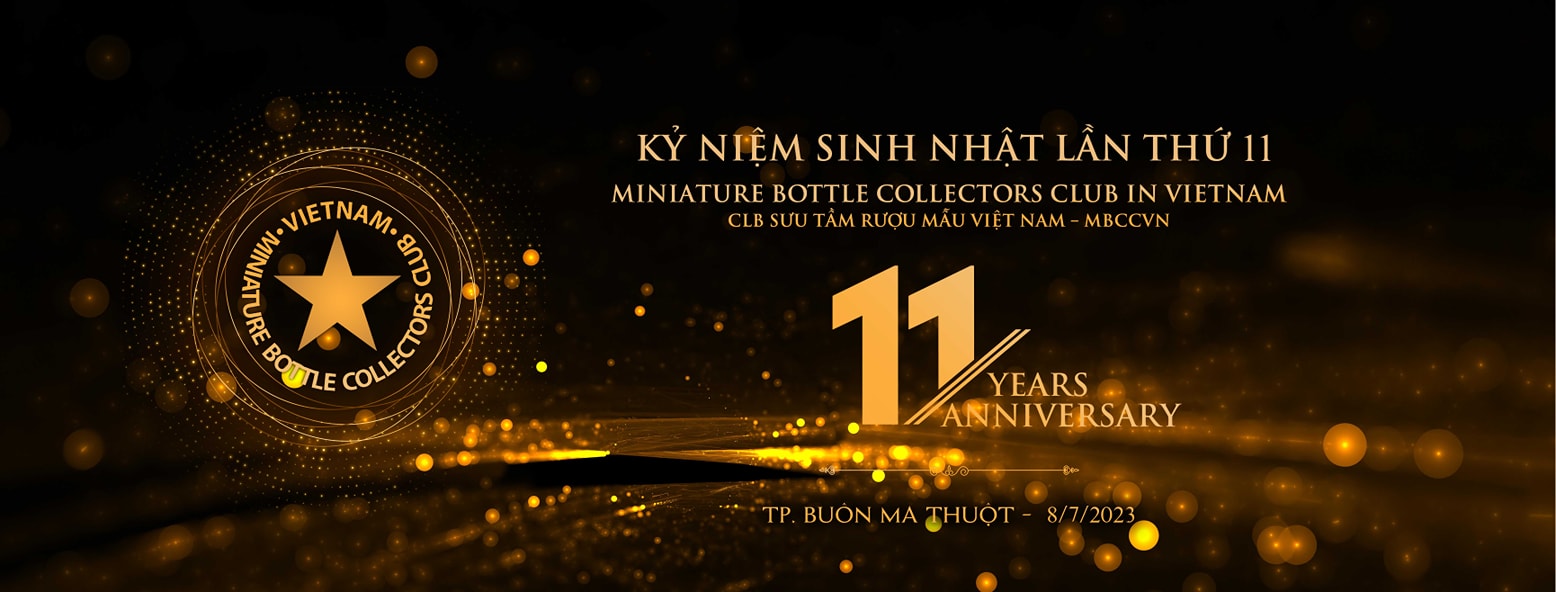 VIETNAM • MINIATURE BOTTLE COLLECTORS CLUB •
KỶ NIỆM SINH NHẬT LẦN THỨ 11
MINIATURE BOTTLE COLLECTORS CLUB IN VIETNAM
CLB SƯU TẦM RƯỢU MẪU VIỆT NAM – MBCCVN
11
YEARS
ANNIVERSARY
TP. BUÔN MA THUỘT - 8/7/2023